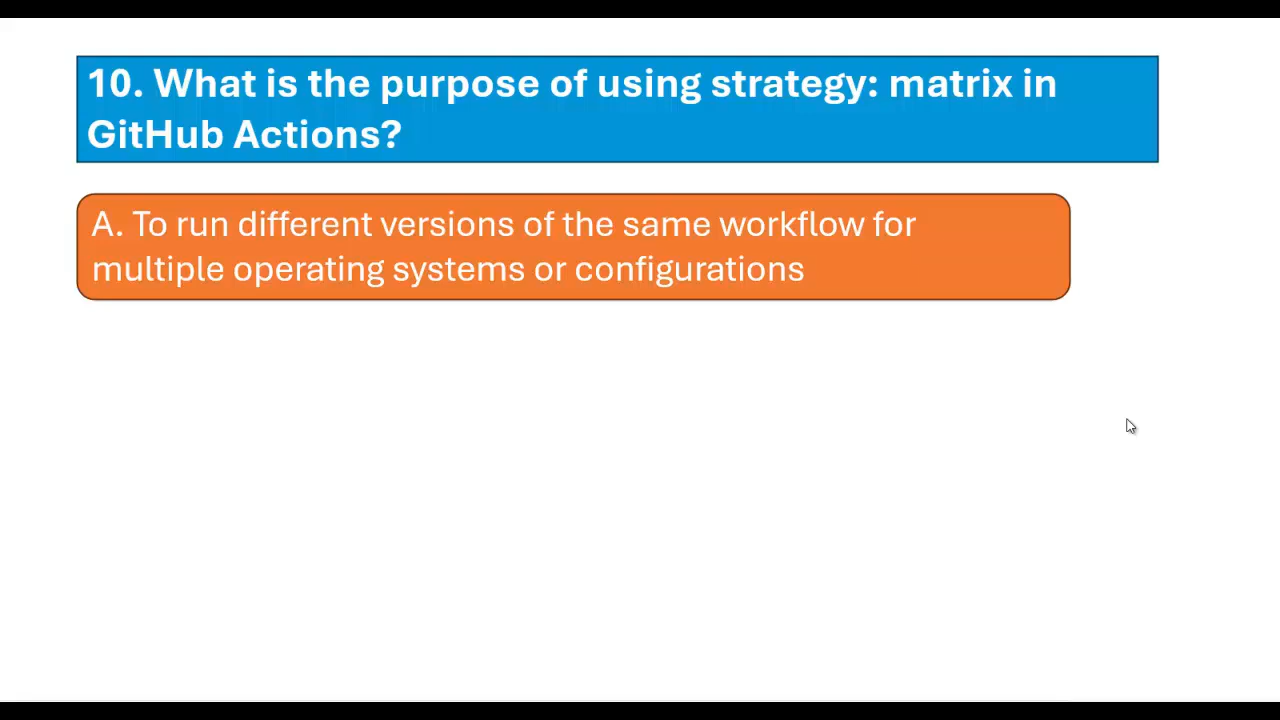 10. What is the purpose of using strategy: matrix in
GitHub Actions?
A. To run different versions of the same workflow for
multiple operating systems or configurations